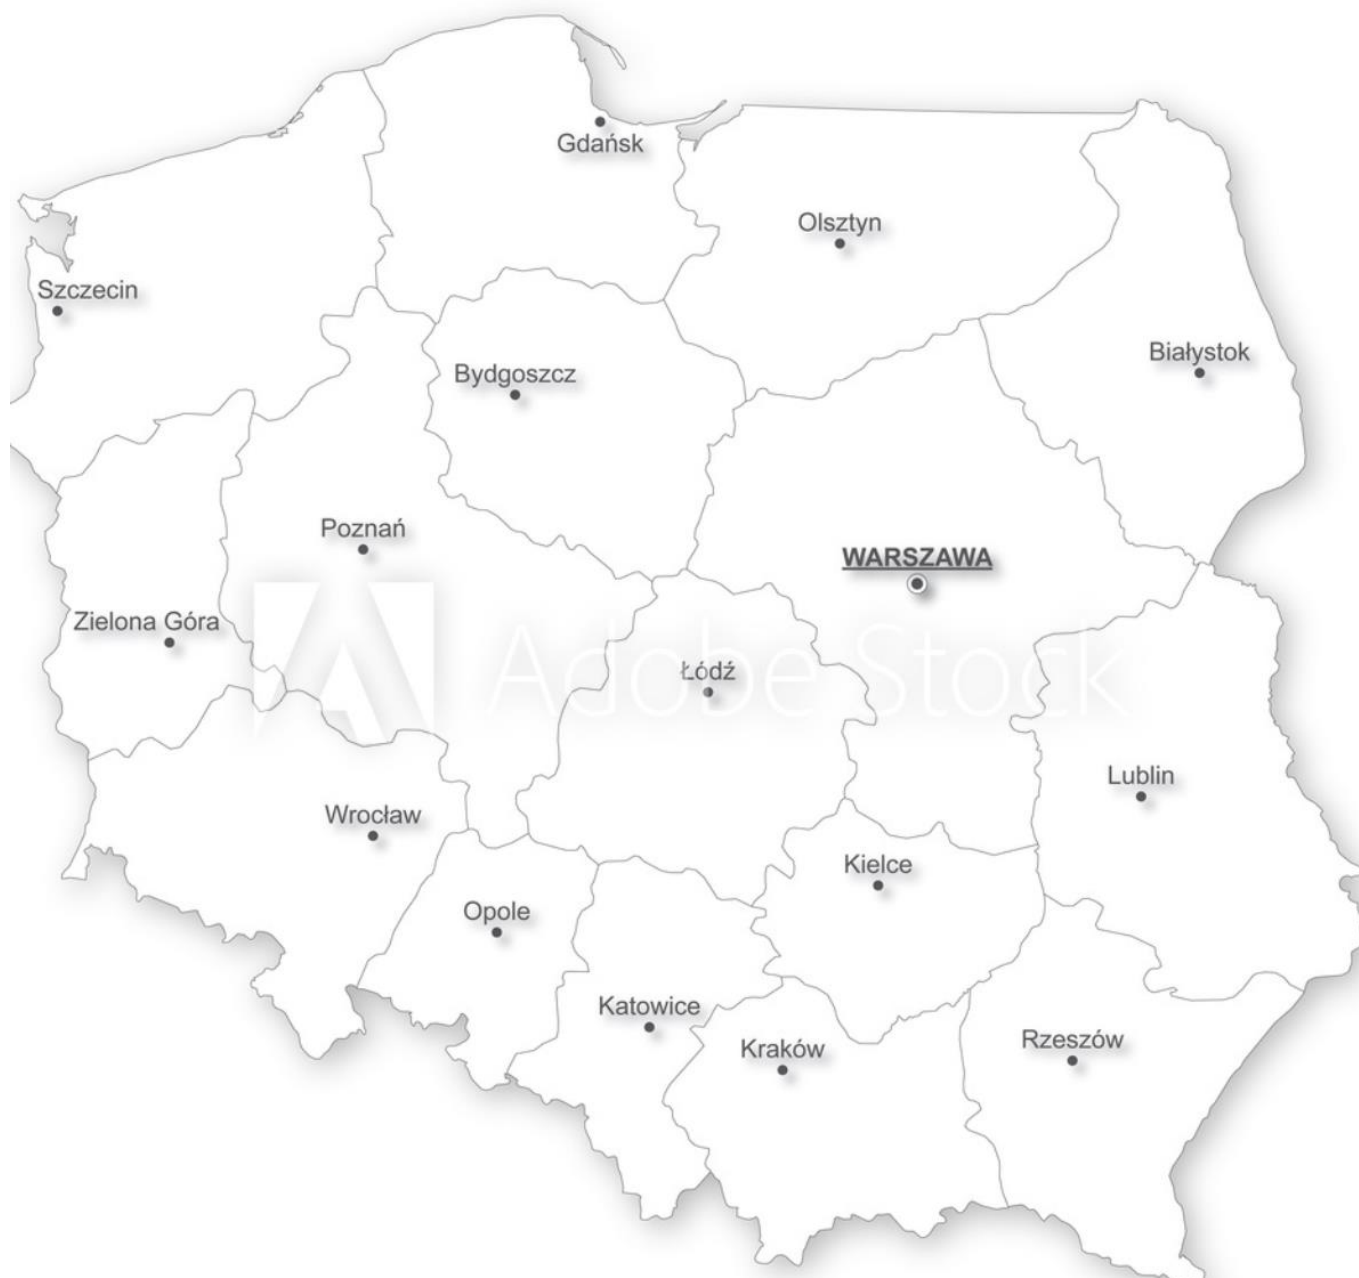 Gdańsk
Olsztyn
Szczecin
Białystok
Bydgoszcz
Poznań
WARSZAWA
Zielona Góra
Adobe Stock
Łódź
Lublin
Wrocław
Kielce
Opole
Katowice
Rzeszów
Kraków